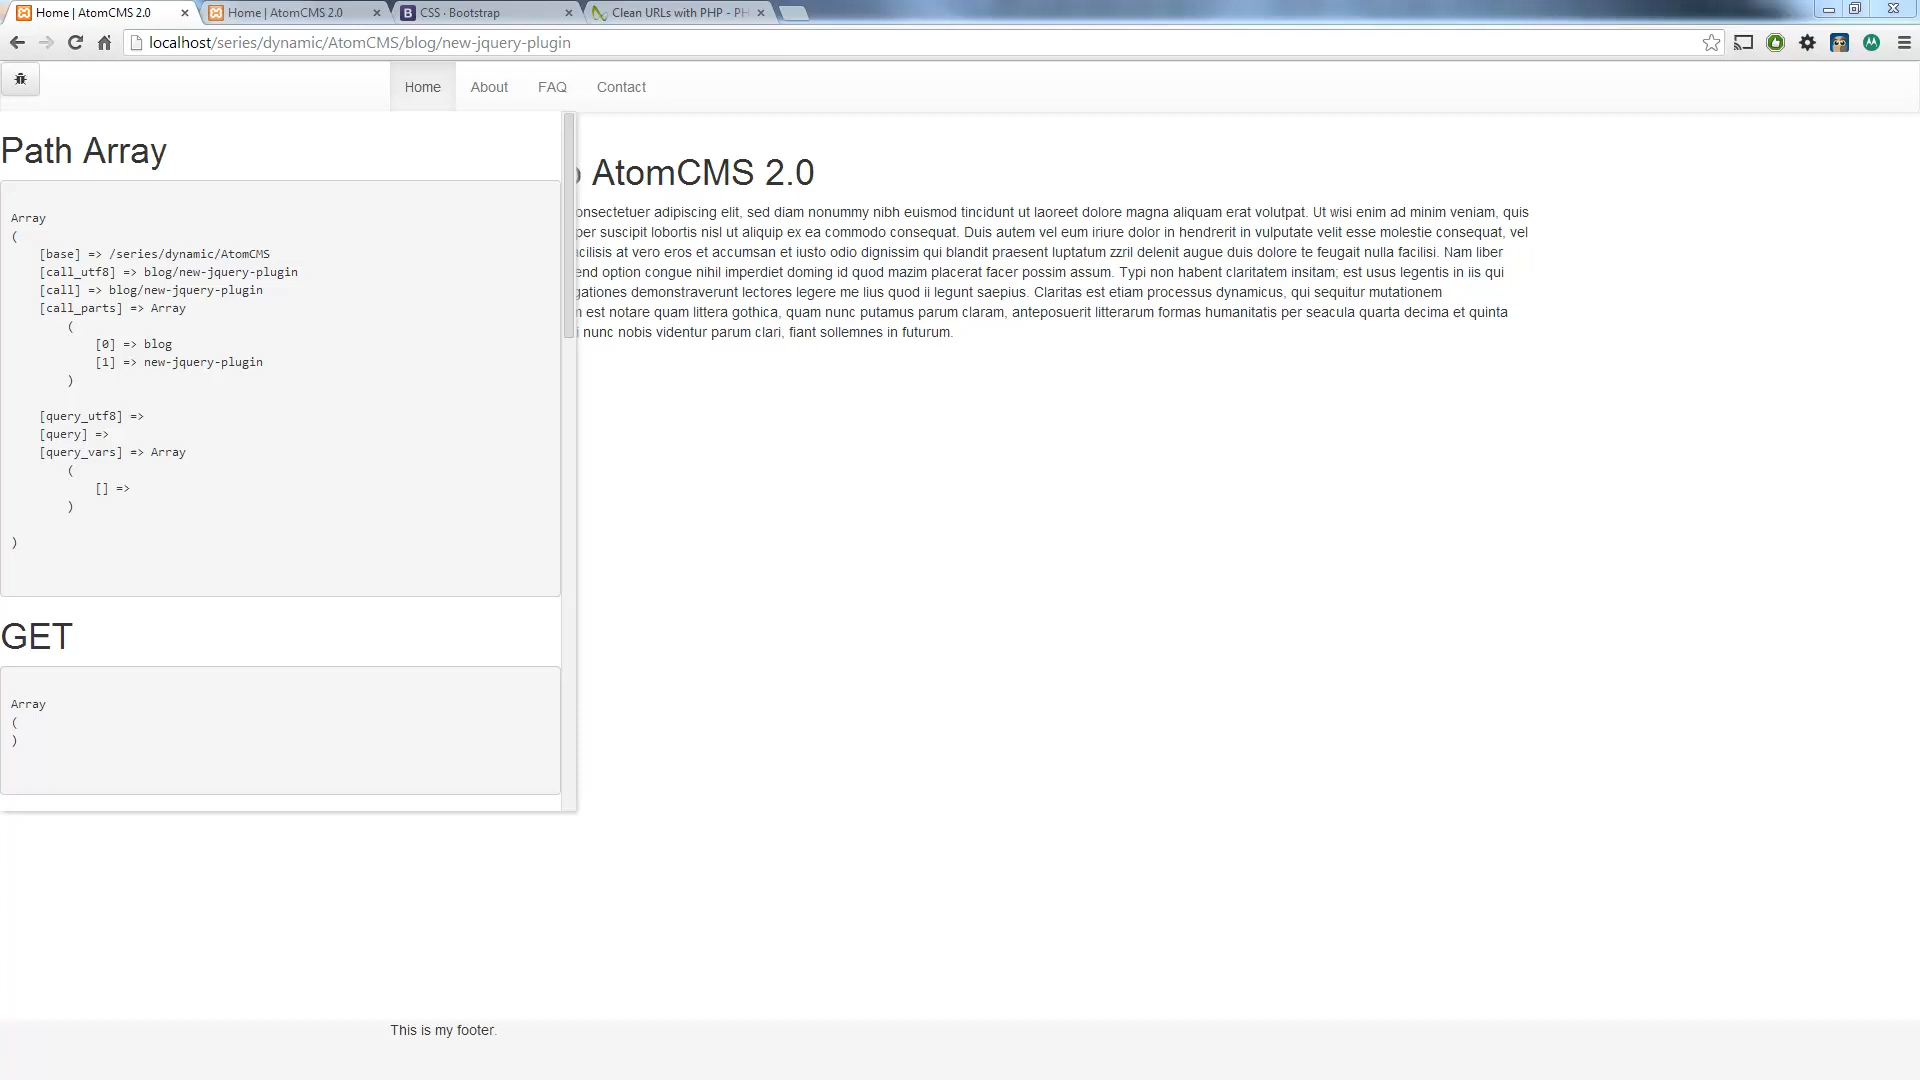 Home | AtomCMS 2.0
Home | AtomCMS 2.0
CSS · Bootstrap
Clean URLs with PHP - PH
localhost/series/dynamic/AtomCMS/blog/new-jquery-plugin
Home About FAQ Contact
Path Array
Array
(
[base] => /series/dynamic/AtomCMS
[call_utf8] => blog/new-jquery-plugin
[call] => blog/new-jquery-plugin
[call_parts] => Array
(
[0] => blog
[1] => new-jquery-plugin
)
[query_utf8] =>
[query] =>
[query_vars] => Array
(
[] =>
)
)
GET
Array
(
)
AtomCMS 2.0
onsectetuer adipiscing elit, sed diam nonummy nibh euismod tincidunt ut laoreet dolore magna aliquam erat volutpat. Ut wisi enim ad minim veniam, quis
per suscipit lobortis nisl ut aliquip ex ea commodo consequat. Duis autem vel eum iriure dolor in hendrerit in vulputate velit esse molestie consequat, vel
acilisis at vero eros et accumsan et iusto odio dignissim qui blandit praesent luptatum zzril delenit augue duis dolore te feugait nulla facilisi. Nam liber
end option congue nihil imperdiet doming id quod mazim placerat facer possim assum. Typi non habent claritatem insitam; est usus legentis in iis qui
gationes demonstraverunt lectores legere me lius quod ii legunt saepius. Claritas est etiam processus dynamicus, qui sequitur mutationem
est notare quam littera gothica, quam nunc putamus parum claram, anteposuerit litterarum formas humanitatis per seacula quarta decima et quinta
i nunc nobis videntur parum clari, fiant sollemnes in futurum.
This is my footer.